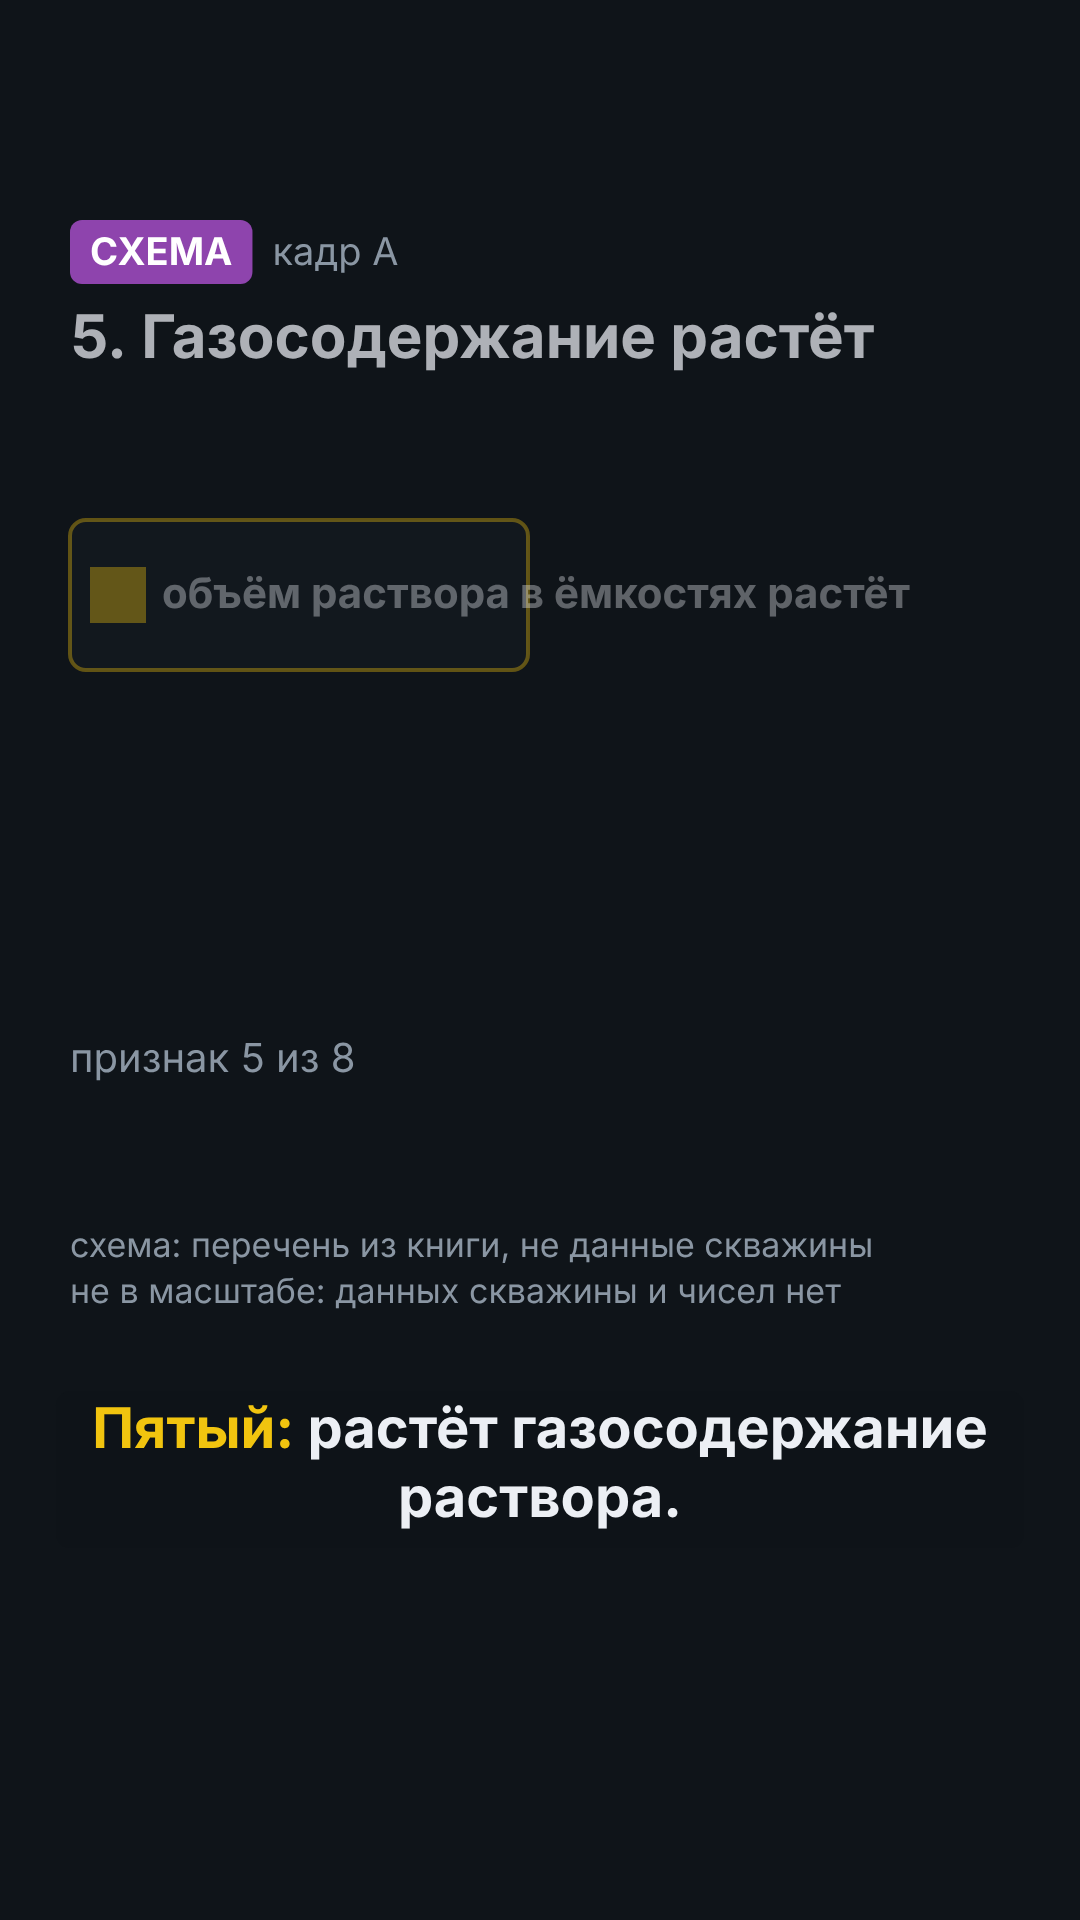 СХЕМА кадр А
5. Газосодержание растёт
объём раствора в ёмкостях растёт
признак 5 из 8
схема: перечень из книги, не данные скважины
не в масштабе: данных скважины и чисел нет
Пятый: растёт газосодержание
раствора.